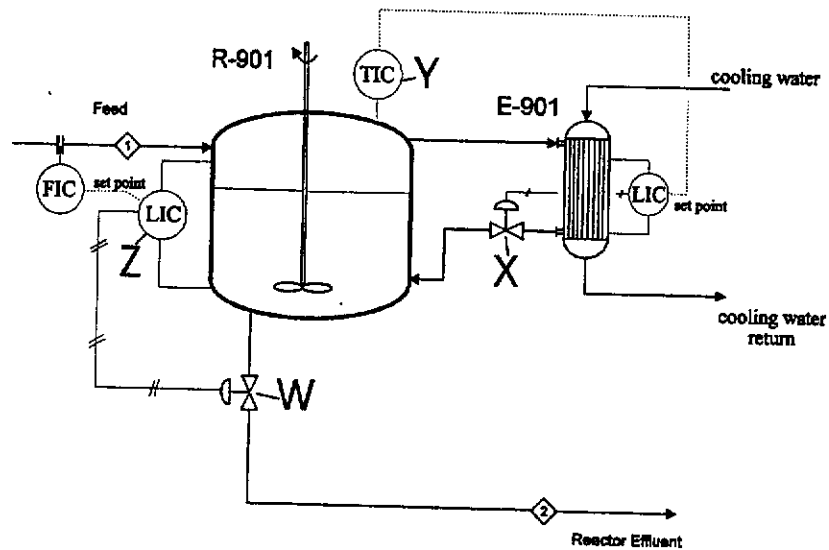 R-901
TIC
Y
E-901
cooling water
Feed
1
FIC
set point
LIC
Z
LIC
set point
X
cooling water
return
W
2
Reactor Effluent